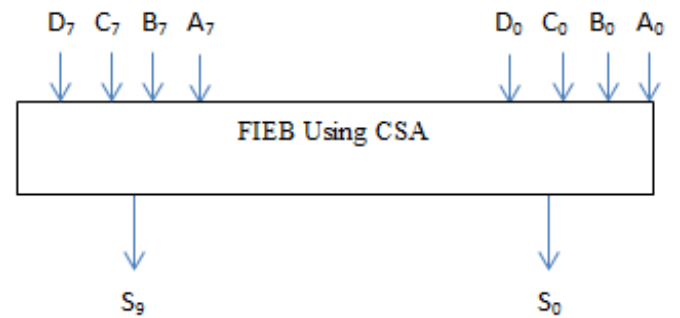 D₇ C₇ B₇ A₇ D₀ C₀ B₀ A₀
FIEB Using CSA
S₉ S₀